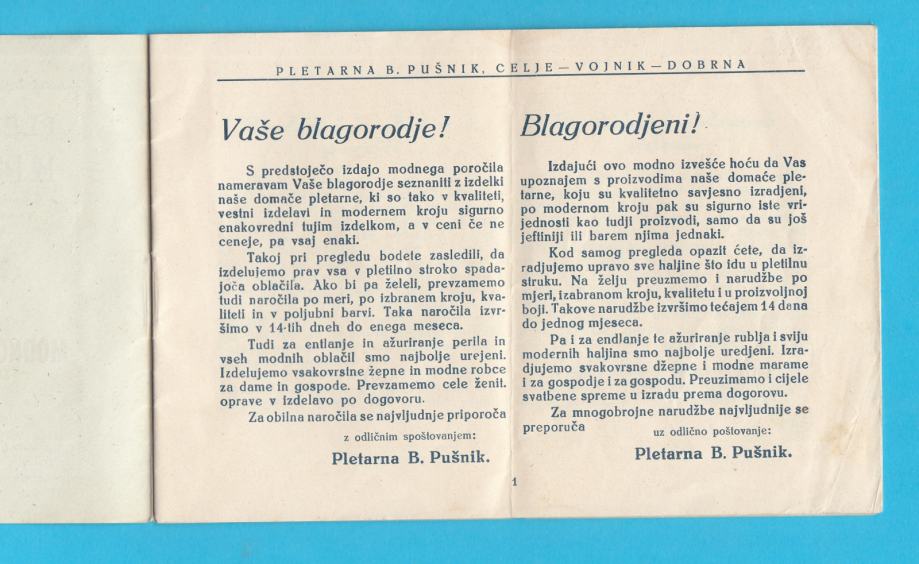 PLETARNA B. PUŠNIK, CELJE — VOJNIK — DOBRNA
Vaše blagorodje!
S predstoječo izdajo modnega poročila
nameravam Vaše blagorodje seznaniti z izdelki
naše domače pletarne, ki so tako v kvaliteti,
vestni izdelavi in modernem kroju sigurno
enakovredni tujim izdelkom, a v ceni če ne
ceneje, pa vsaj enaki.
Takoj pri pregledu bodete zasledili, da
izdelujemo prav vsa v pletilno stroko spada-
joča oblačila. Ako bi pa želeli, prevzamemo
tudi naročila po meri, po izbranem kroju, kva-
liteti in v poljubni barvi. Taka naročila izvr-
šimo v 14-tih dneh do enega meseca.
Tudi za entlanje in ažuriranje perila in
vseh modnih oblačil smo najbolje urejeni.
Izdelujemo vsakovrstne žepne in modne robce
za dame in gospode. Prevzamemo cele ženit.
oprave v izdelavo po dogovoru.
Za obilna naročila se najvljudnje priporoča
z odličnim spoštovanjem:
Pletarna B. Pušnik.
Blagorodjeni!
Izdajući ovo modno izvešće hoću da Vas
upoznajem s proizvodima naše domaće ple-
tarne, koju su kvalitetno savjesno izradjeni,
po modernom kroju pak su sigurno iste vri-
jednosti kao tudji proizvodi, samo da su još
jeftiniji ili barem njima jednaki.
Kod samog pregleda opazit ćete, da iz-
radjujemo upravo sve haljine što idu u pletilnu
struku. Na želju preuzmemo i narudžbe po
mjeri, izabranom kroju, kvalitetu i u proizvoljnoj
boji. Takove narudžbe izvršimo tećajem 14 dana
do jednog mjeseca.
Pa i za endlanje te ažuriranje rublja i sviju
modernih haljina smo najbolje uredjeni. Izra-
djujemo svakovrsne džepne i modne marame
i za gospodje i za gospodu. Preuzimamo i cijele
svatbene spreme u izradu prema dogorovu.
Za mnogobrojne narudžbe najvljudnije se
preporuča
uz odlično poštovanje:
Pletarna B. Pušnik.
1